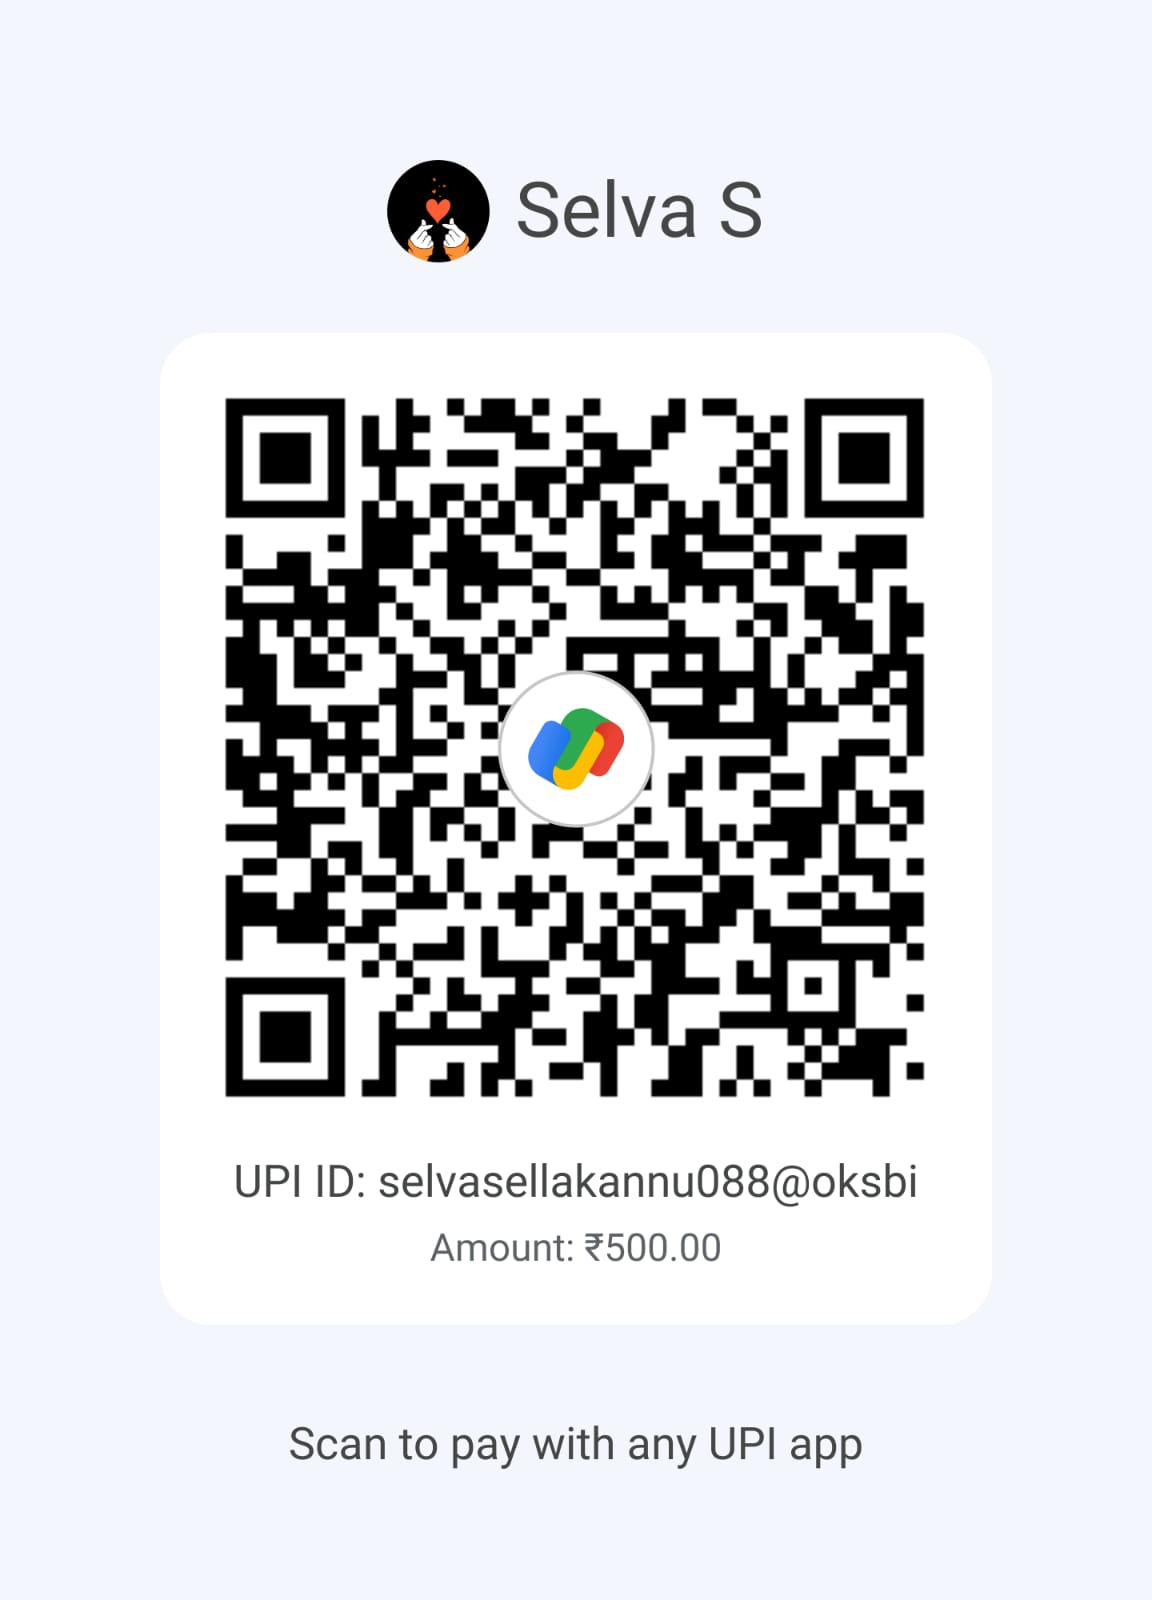 Selva S
UPI ID: selvasellakannu088@oksbi
Amount: ₹500.00
Scan to pay with any UPI app